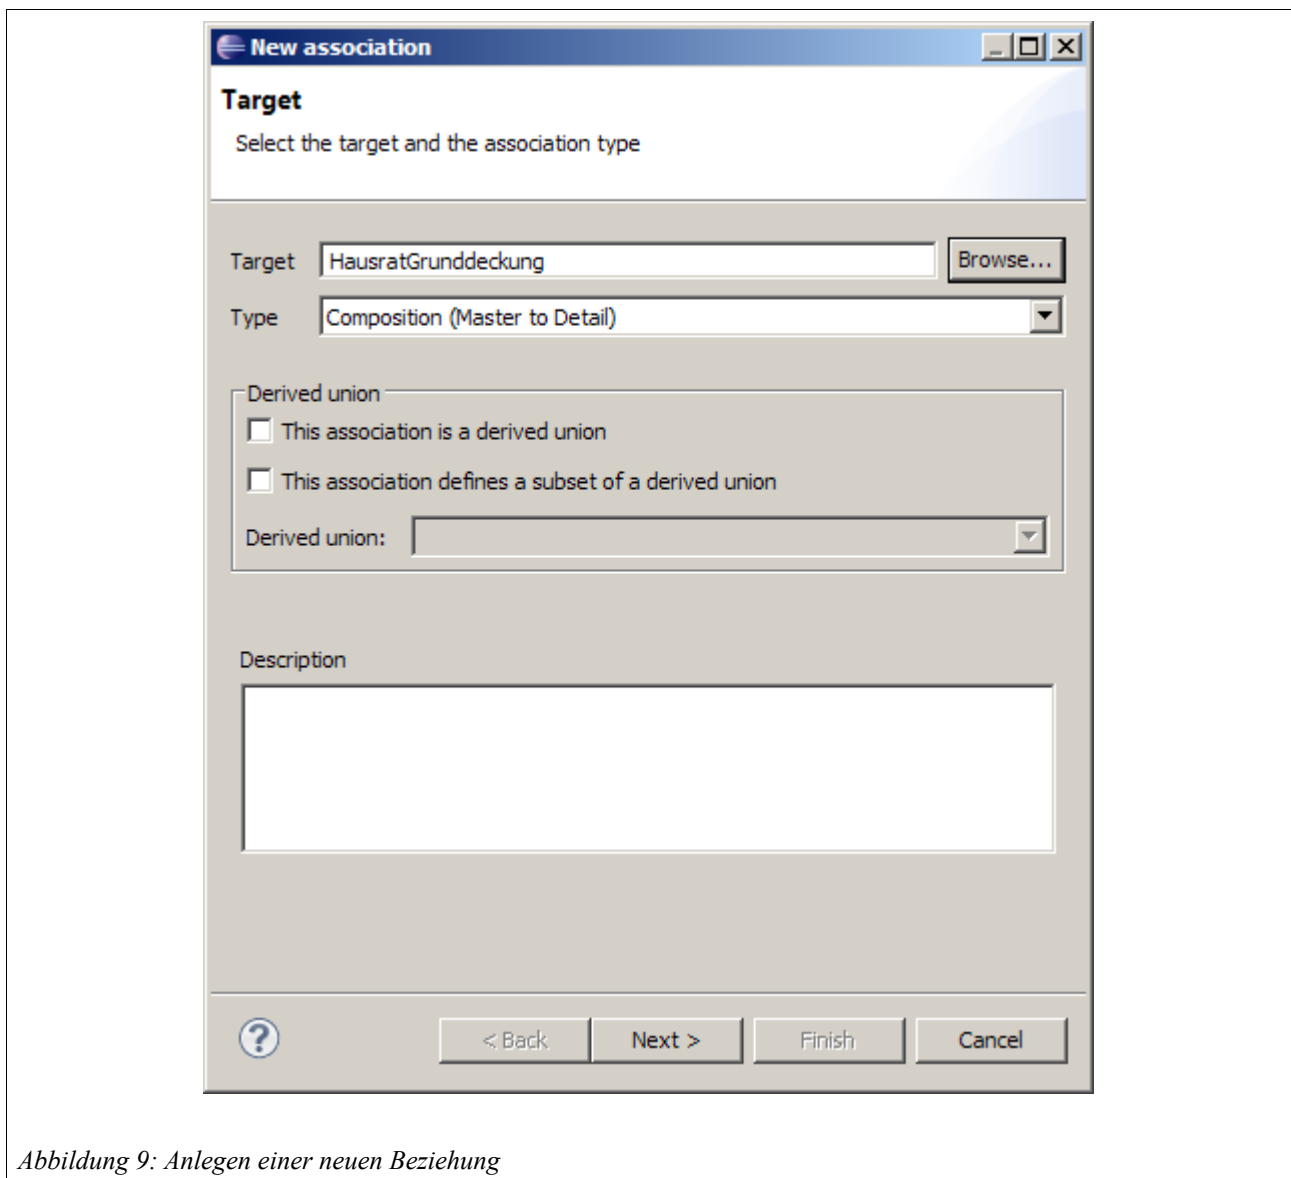 New association
Target
Select the target and the association type
Target HausratGrunddeckung Browse...
Type Composition (Master to Detail)
Derived union
This association is a derived union
This association defines a subset of a derived union
Derived union:
Description
? < Back Next > Finish Cancel
Abbildung 9: Anlegen einer neuen Beziehung